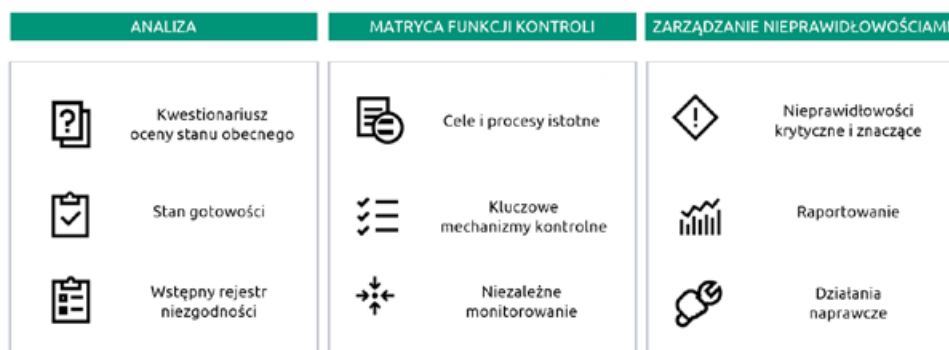 ANALIZA
Kwestionariusz
oceny stanu obecnego
Stan gotowości
Wstępny rejestr
niezgodności
MATRYCA FUNKCJI KONTROLI
Cele i procesy istotne
Kluczowe
mechanizmy kontrolne
Niezależne
monitorowanie
ZARZĄDZANIE NIEPRAWIDŁOWOŚCIAMI
Nieprawidłowości
krytyczne i znaczące
Raportowanie
Działania
naprawcze